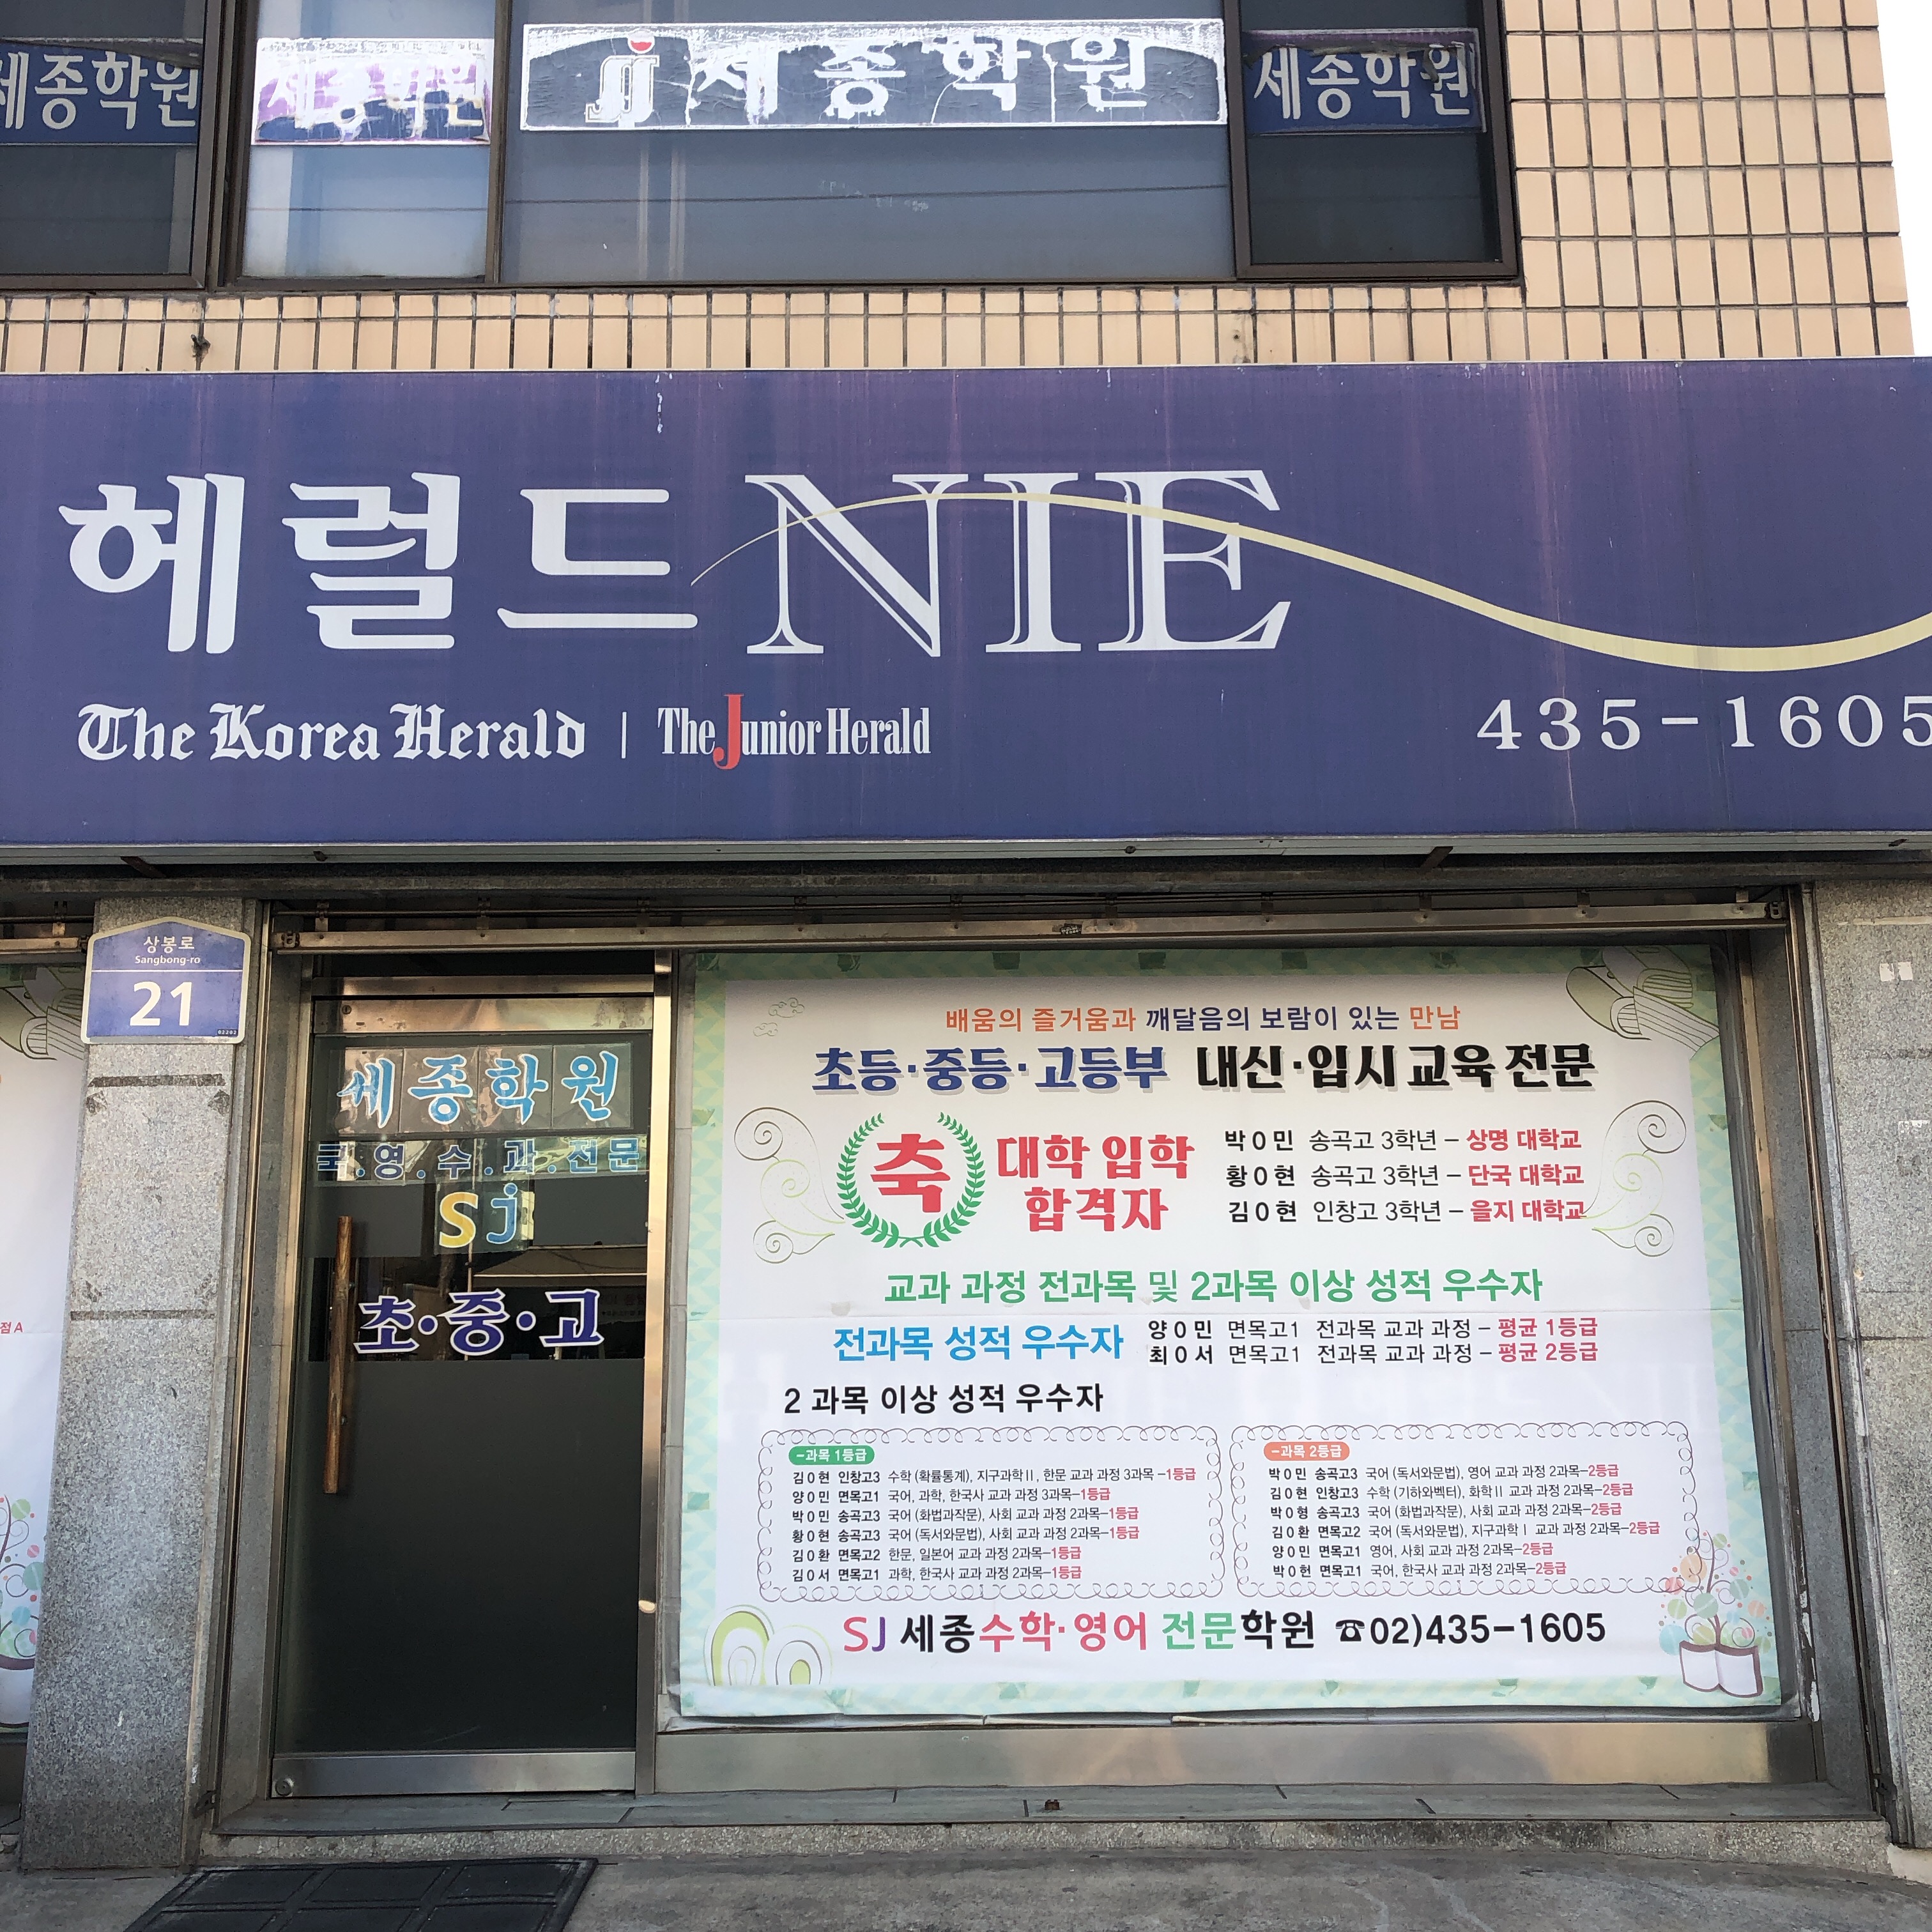 세종학원
세종학원
jj 세종학원
세종학원
헤럴드 NIE
The Korea Herald | The Junior Herald
435-1605
상봉로
Sangbong-ro
21
02202
점 A
세종학원
국.영.수.과.전문
sj
초·중·고
배움의 즐거움과 깨달음의 보람이 있는 만남
초등·중등·고등부 내신·입시 교육 전문
축 대학 입학 합격자
박 0 민 송곡고 3학년 – 상명 대학교
황 0 현 송곡고 3학년 – 단국 대학교
김 0 현 인창고 3학년 – 을지 대학교
교과 과정 전과목 및 2과목 이상 성적 우수자
전과목 성적 우수자
양 0 민 면목고1 전과목 교과 과정 – 평균 1등급
최 0 서 면목고1 전과목 교과 과정 – 평균 2등급
2 과목 이상 성적 우수자
-과목 1등급
김 0 현 인창고3 수학 (확률통계), 지구과학Ⅱ, 한문 교과 과정 3과목 –1등급
양 0 민 면목고1 국어, 과학, 한국사 교과 과정 3과목–1등급
박 0 민 송곡고3 국어 (화법과작문), 사회 교과 과정 2과목–1등급
황 0 현 송곡고3 국어 (독서와문법), 사회 교과 과정 2과목–1등급
김 0 환 면목고2 한문, 일본어 교과 과정 2과목–1등급
김 0 서 면목고1 과학, 한국사 교과 과정 2과목–1등급
-과목 2등급
박 0 민 송곡고3 국어 (독서와문법), 영어 교과 과정 2과목–2등급
김 0 현 인창고3 수학 (기하와벡터), 화학Ⅱ 교과 과정 2과목–2등급
박 0 형 송곡고3 국어 (화법과작문), 사회 교과 과정 2과목–2등급
김 0 환 면목고2 국어 (독서와문법), 지구과학Ⅰ 교과 과정 2과목–2등급
양 0 민 면목고1 영어, 사회 교과 과정 2과목–2등급
박 0 헌 면목고1 국어, 한국사 교과 과정 2과목–2등급
SJ 세종수학·영어 전문학원 ☎02)435-1605